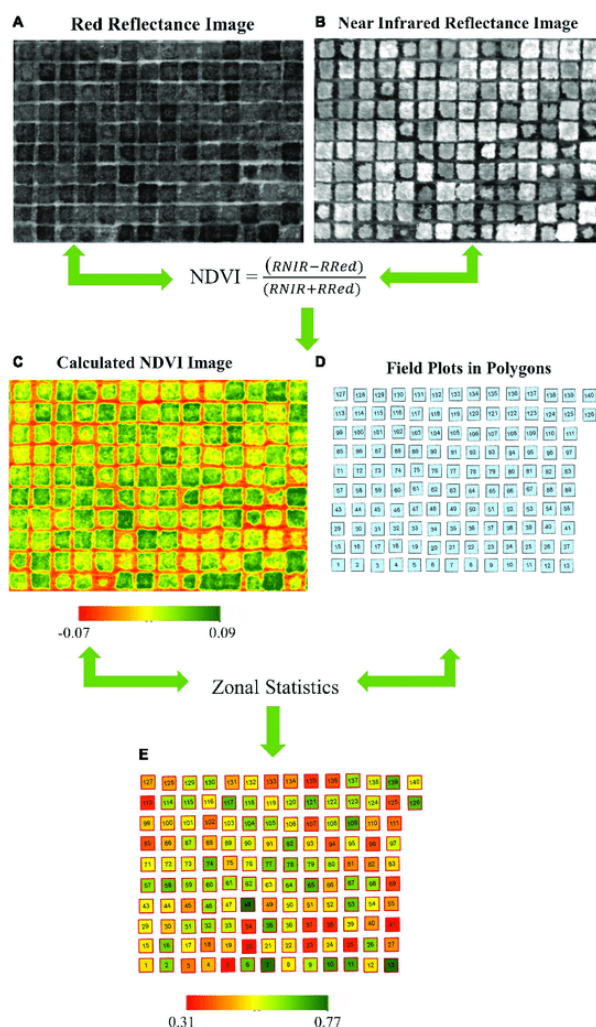 A
Red Reflectance Image
B
Near Infrared Reflectance Image
NDVI = (RNIR−RRed)
(RNIR+RRed)
C
Calculated NDVI Image
D
Field Plots in Polygons
127 128 129 130 131 132 133 134 135 136 137 138 139 140
113 114 115 116 117 118 119 120 121 122 123 124 125 126
99 100 101 102 103 104 105 106 107 108 109 110 111
85 86 87 88 89 90 91 92 93 94 95 96 97
71 72 73 74 75 76 77 78 79 80 81 82 83
57 58 59 60 61 62 63 64 65 66 67 68 69
43 44 45 46 47 48 49 50 51 52 53 54 55
29 30 31 32 33 34 35 36 37 38 39 40 41
15 16 17 18 19 20 21 22 23 24 25 26 27
1 2 3 4 5 6 7 8 9 10 11 12 13
-0.07
0.09
Zonal Statistics
E
127 128 129 130 131 132 133 134 135 136 137 138 139 140
113 114 115 116 117 118 119 120 121 122 123 124 125 126
99 100 101 102 103 104 105 106 107 108 109 110 111
85 86 87 88 89 90 91 92 93 94 95 96 97
71 72 73 74 75 76 77 78 79 80 81 82 83
57 58 59 60 61 62 63 64 65 66 67 68 69
43 44 45 46 47 48 49 50 51 52 53 54 55
29 30 31 32 33 34 35 36 37 38 39 40 41
15 16 17 18 19 20 21 22 23 24 25 26 27
1 2 3 4 5 6 7 8 9 10 11 12 13
0.31
0.77